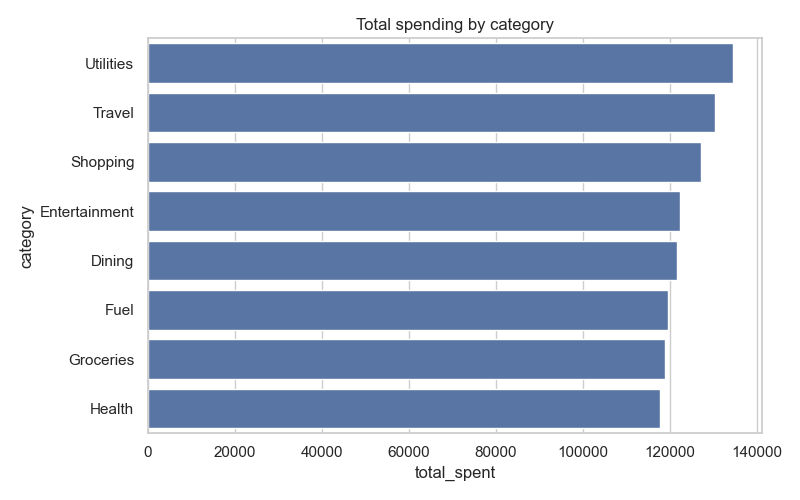 Total spending by category
Utilities
Travel
Shopping
Entertainment
Dining
Fuel
Groceries
Health
category
0 20000 40000 60000 80000 100000 120000 140000
total_spent